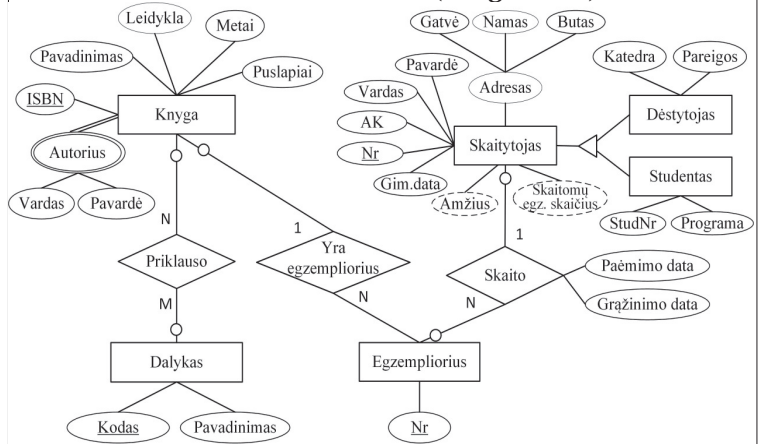 Leidykla
Metai
Pavadinimas
Puslapiai
ISBN
Knyga
Autorius
Vardas
Pavardė
N
Priklauso
M
Dalykas
Kodas
Pavadinimas
1
Yra
egzempliorius
N
Gatvė
Namas
Butas
Pavardė
Adresas
Vardas
AK
Nr
Gim.data
Skaitytojas
Amžius
Skaitomų
egz. skaičius
Katedra
Pareigos
Dėstytojas
Studentas
StudNr
Programa
1
Skaito
N
Paėmimo data
Grąžinimo data
Egzempliorius
Nr